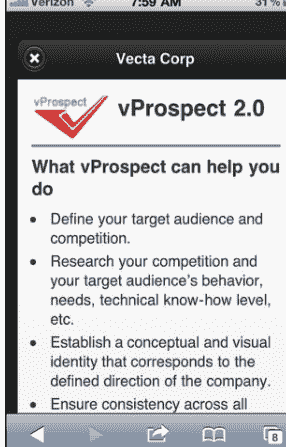 Verizon 7:59 AM 31%
Vecta Corp
vProspect
vProspect 2.0
What vProspect can help you
do
• Define your target audience and
competition.
• Research your competition and
your target audience's behavior,
needs, technical know-how level,
etc.
• Establish a conceptual and visual
identity that corresponds to the
defined direction of the company.
• Ensure consistency across all
8